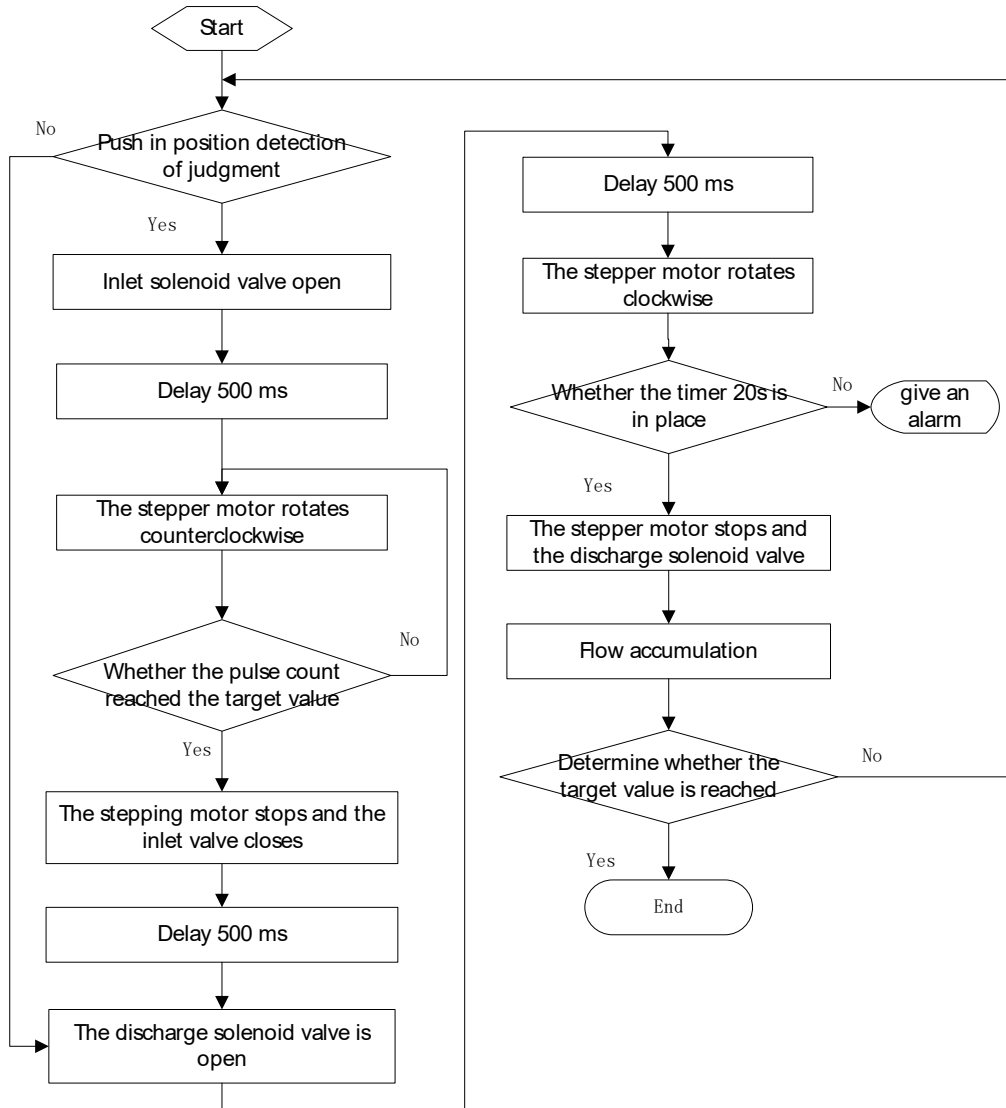 Start
No
Push in position detection
of judgment
Yes
Inlet solenoid valve open
Delay 500 ms
The stepper motor rotates
counterclockwise
No
Whether the pulse count
reached the target value
Yes
The stepping motor stops and the
inlet valve closes
Delay 500 ms
The discharge solenoid valve is
open
Delay 500 ms
The stepper motor rotates
clockwise
Whether the timer 20s is
in place
No
give an
alarm
Yes
The stepper motor stops and
the discharge solenoid valve
Flow accumulation
Determine whether the
target value is reached
No
Yes
End